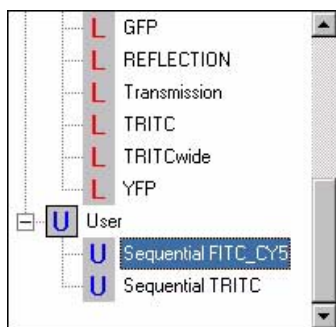 L GFP
L REFLECTION
L Transmission
L TRITC
L TRITCwide
L YFP
U User
U Sequential FITC_CY5
U Sequential TRITC